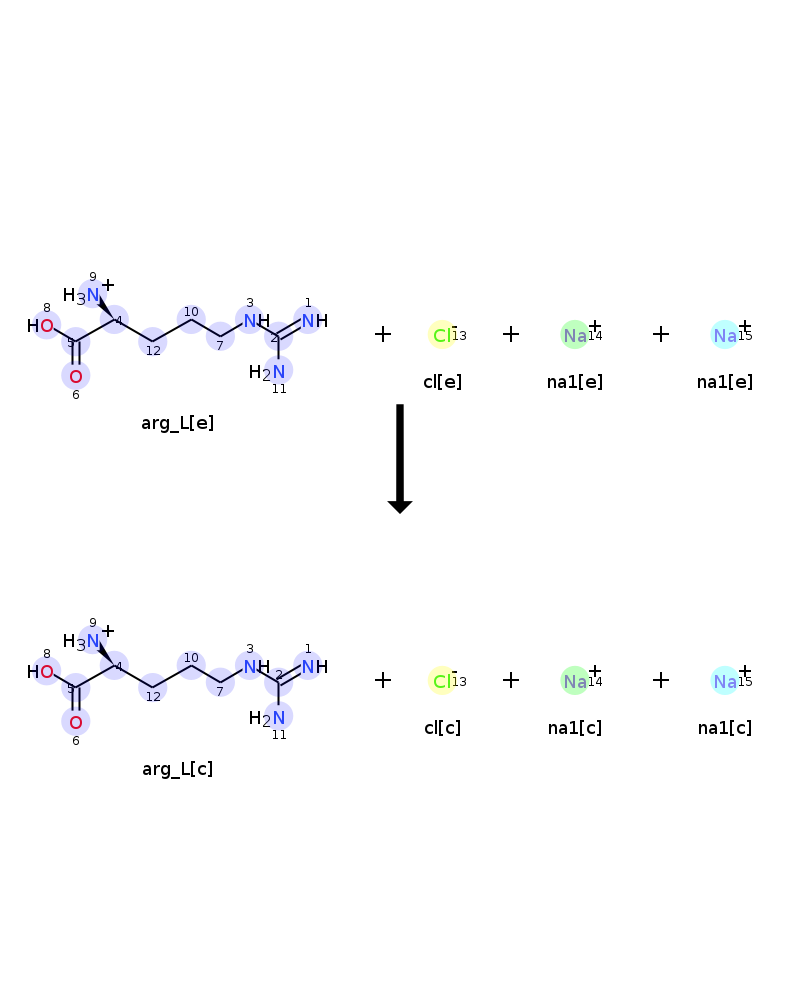 9
H3N+
8
HO
5
4
O
6
12
10
7
3
NH
2
1
NH
H2N
11
arg_L[e]
+
Cl-
13
cl[e]
+
Na+
14
na1[e]
+
Na+
15
na1[e]
9
H3N+
8
HO
5
4
O
6
12
10
7
3
NH
2
1
NH
H2N
11
arg_L[c]
+
Cl-
13
cl[c]
+
Na+
14
na1[c]
+
Na+
15
na1[c]